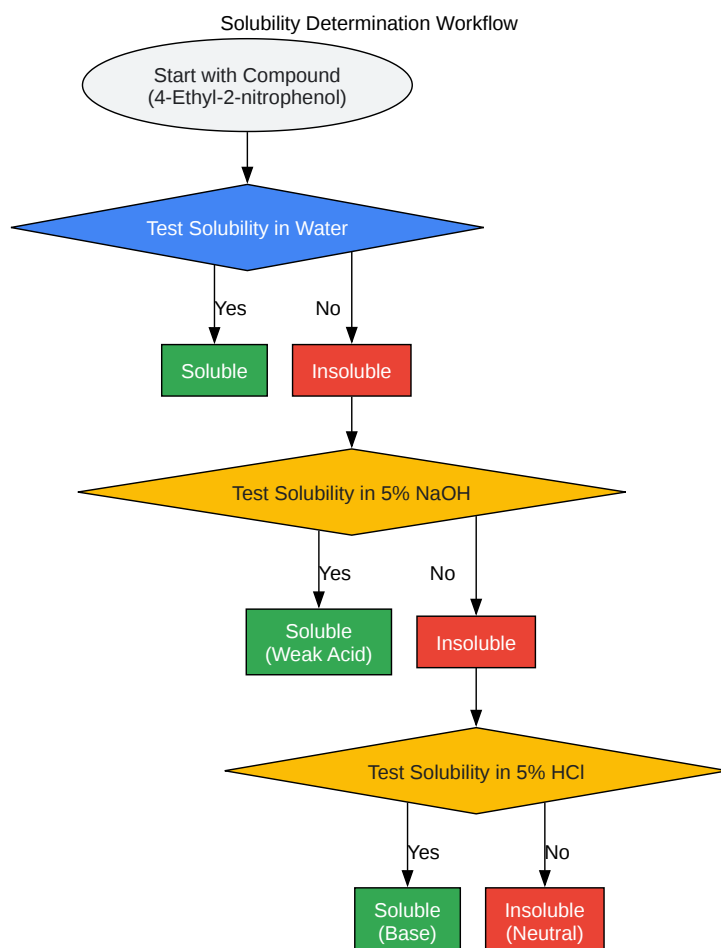 Solubility Determination Workflow
Start with Compound
(4-Ethyl-2-nitrophenol)
Test Solubility in Water
Yes
No
Soluble
Insoluble
Test Solubility in 5% NaOH
Yes
No
Soluble
(Weak Acid)
Insoluble
Test Solubility in 5% HCl
Yes
No
Soluble
(Base)
Insoluble
(Neutral)